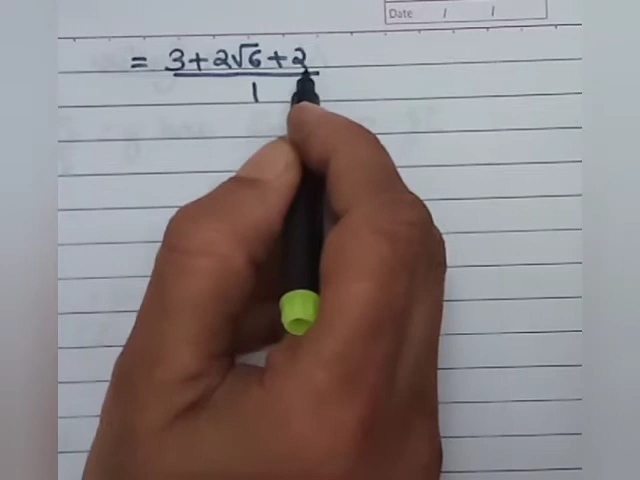 Date / /
= 3+2√6+2
1